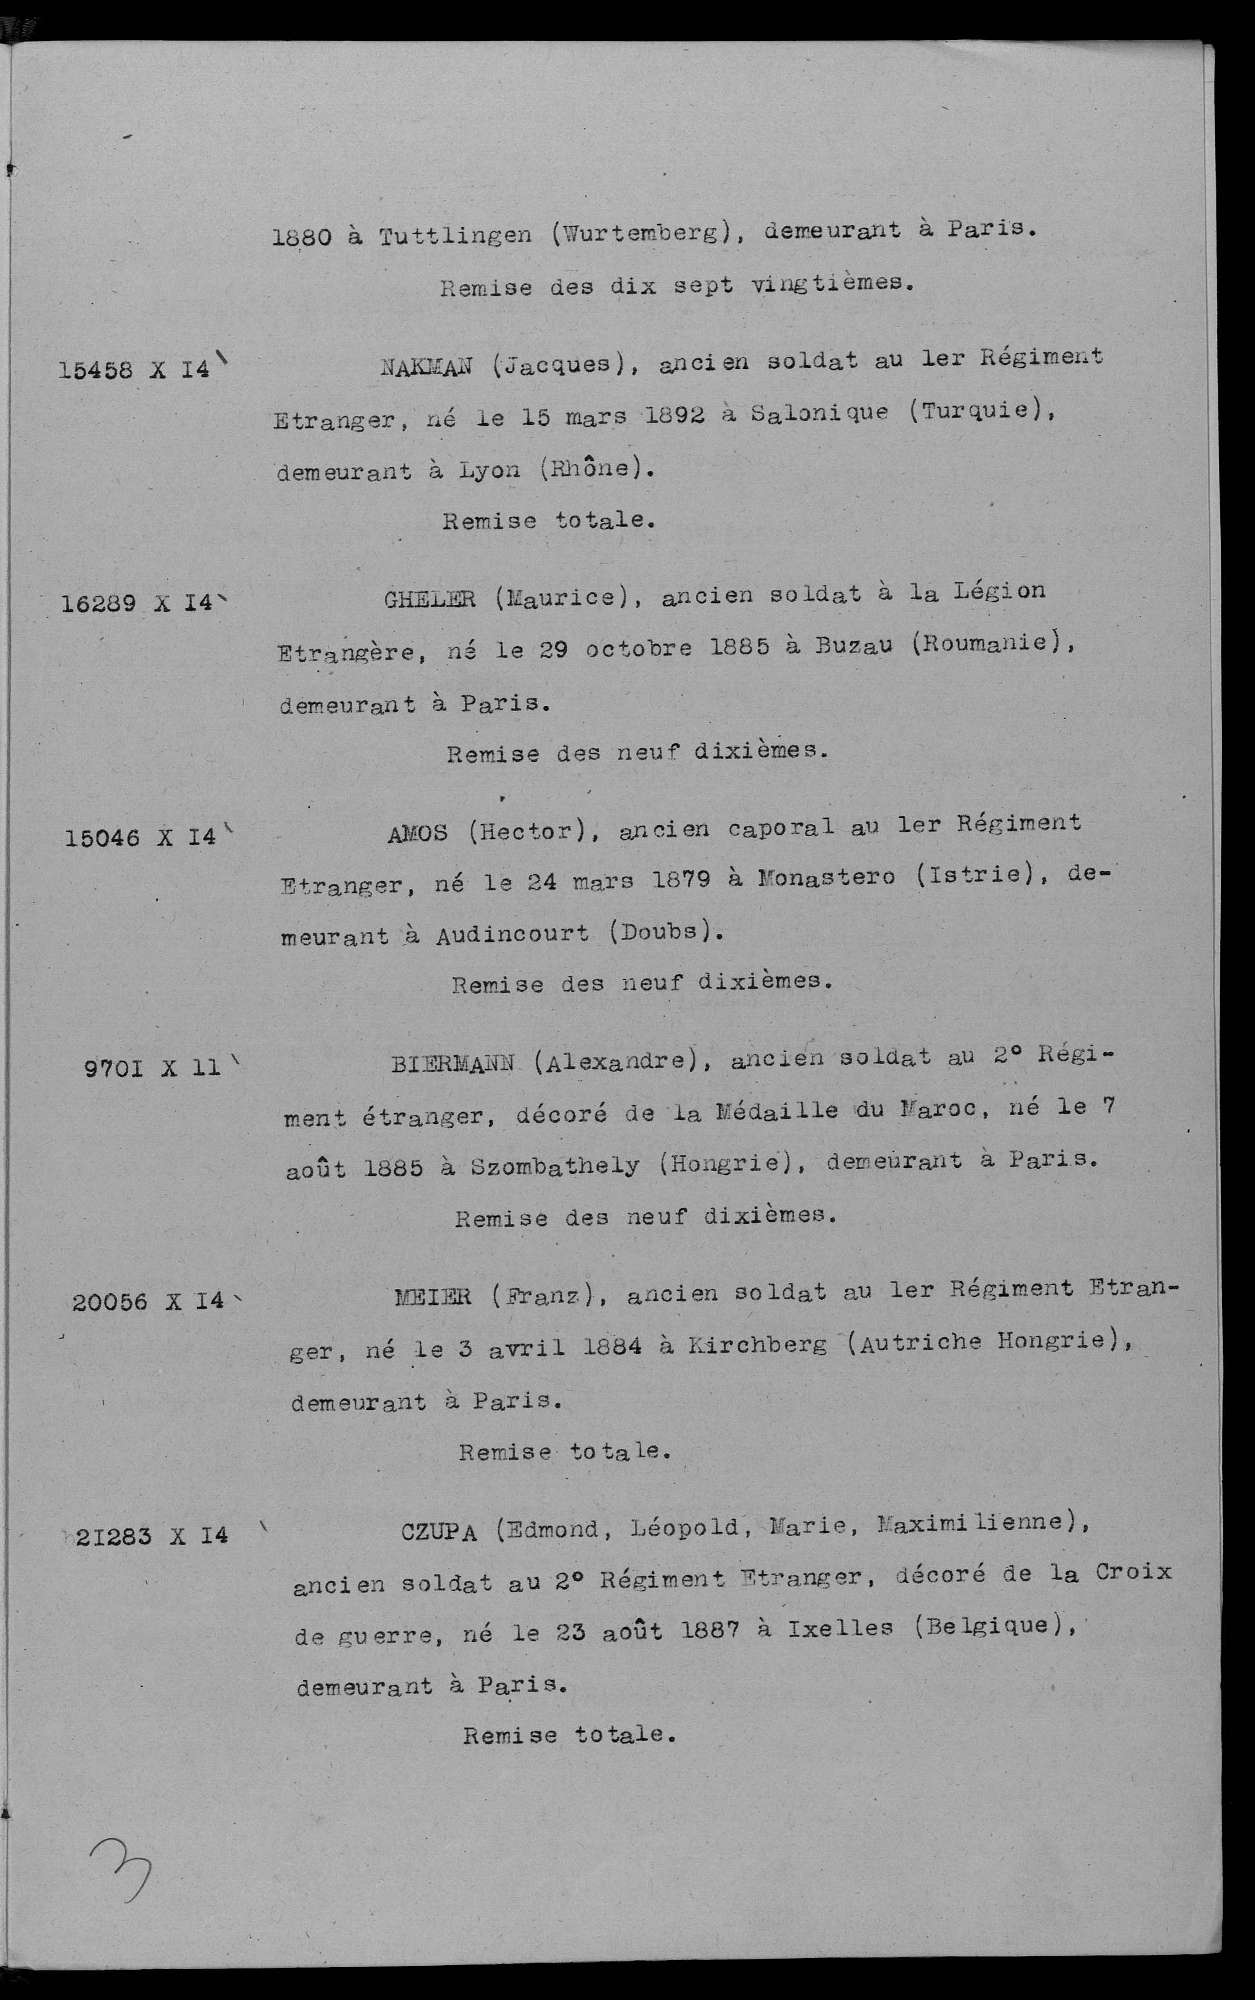 1880 à Tuttlingen (Wurtemberg), demeurant à Paris.
Remise des dix sept vingtièmes.
15458 X I4 NAKMAN (Jacques), ancien soldat au 1er Régiment
Etranger, né le 15 mars 1892 à Salonique (Turquie),
demeurant à Lyon (Rhône).
Remise totale.
16289 X I4 GHELER (Maurice), ancien soldat à la Légion
Etrangère, né le 29 octobre 1885 à Buzau (Roumanie),
demeurant à Paris.
Remise des neuf dixièmes.
15046 X I4 AMOS (Hector), ancien caporal au 1er Régiment
Etranger, né le 24 mars 1879 à Monastero (Istrie), de-
meurant à Audincourt (Doubs).
Remise des neuf dixièmes.
970I X 11 BIERMANN (Alexandre), ancien soldat au 2° Régi-
ment étranger, décoré de la Médaille du Maroc, né le 7
août 1885 à Szombathely (Hongrie), demeurant à Paris.
Remise des neuf dixièmes.
20056 X I4 MEIER (Franz), ancien soldat au 1er Régiment Etran-
ger, né le 3 avril 1884 à Kirchberg (Autriche Hongrie),
demeurant à Paris.
Remise totale.
2I283 X I4 CZUPA (Edmond, Léopold, Marie, Maximilienne),
ancien soldat au 2° Régiment Etranger, décoré de la Croix
de guerre, né le 23 août 1887 à Ixelles (Belgique),
demeurant à Paris.
Remise totale.
3